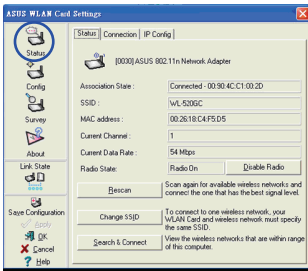 ASUS WLAN Card Settings
Status
Config
Survey
About
Link State
Save Configuration
Apply
OK
Cancel
Help
Status Connection IP Config
[0030] ASUS 802.11n Network Adapter
Association State : Connected - 00:90:4C:C1:00:2D
SSID : WL-520GC
MAC address : 00:26:18:C4:F5:D5
Current Channel : 1
Current Data Rate : 54 Mbps
Radio State: Radio On Disable Radio
Rescan Scan again for available wireless networks and
connect the one that has the best signal level.
Change SSID To connect to one wireless network, your
WLAN Card and wireless network must specify
the same SSID.
Search & Connect View the wireless networks that are within range
of this computer.